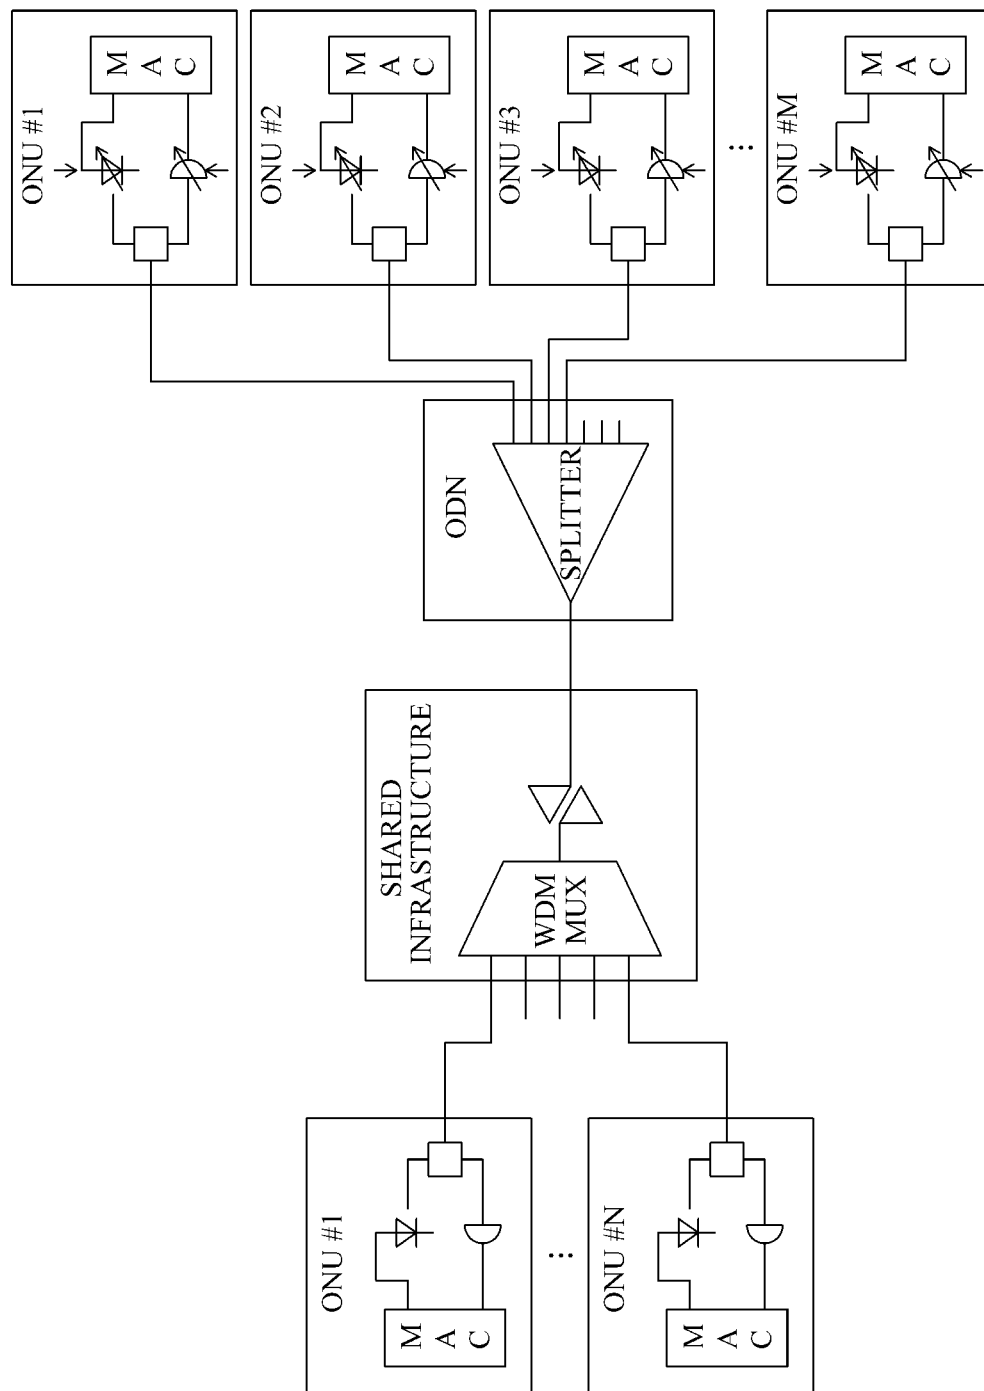 ONU #1
M
A
C
...
ONU #N
M
A
C
SHARED
INFRASTRUCTURE
WDM
MUX
ODN
SPLITTER
ONU #1
M
A
C
ONU #2
M
A
C
ONU #3
M
A
C
...
ONU #M
M
A
C